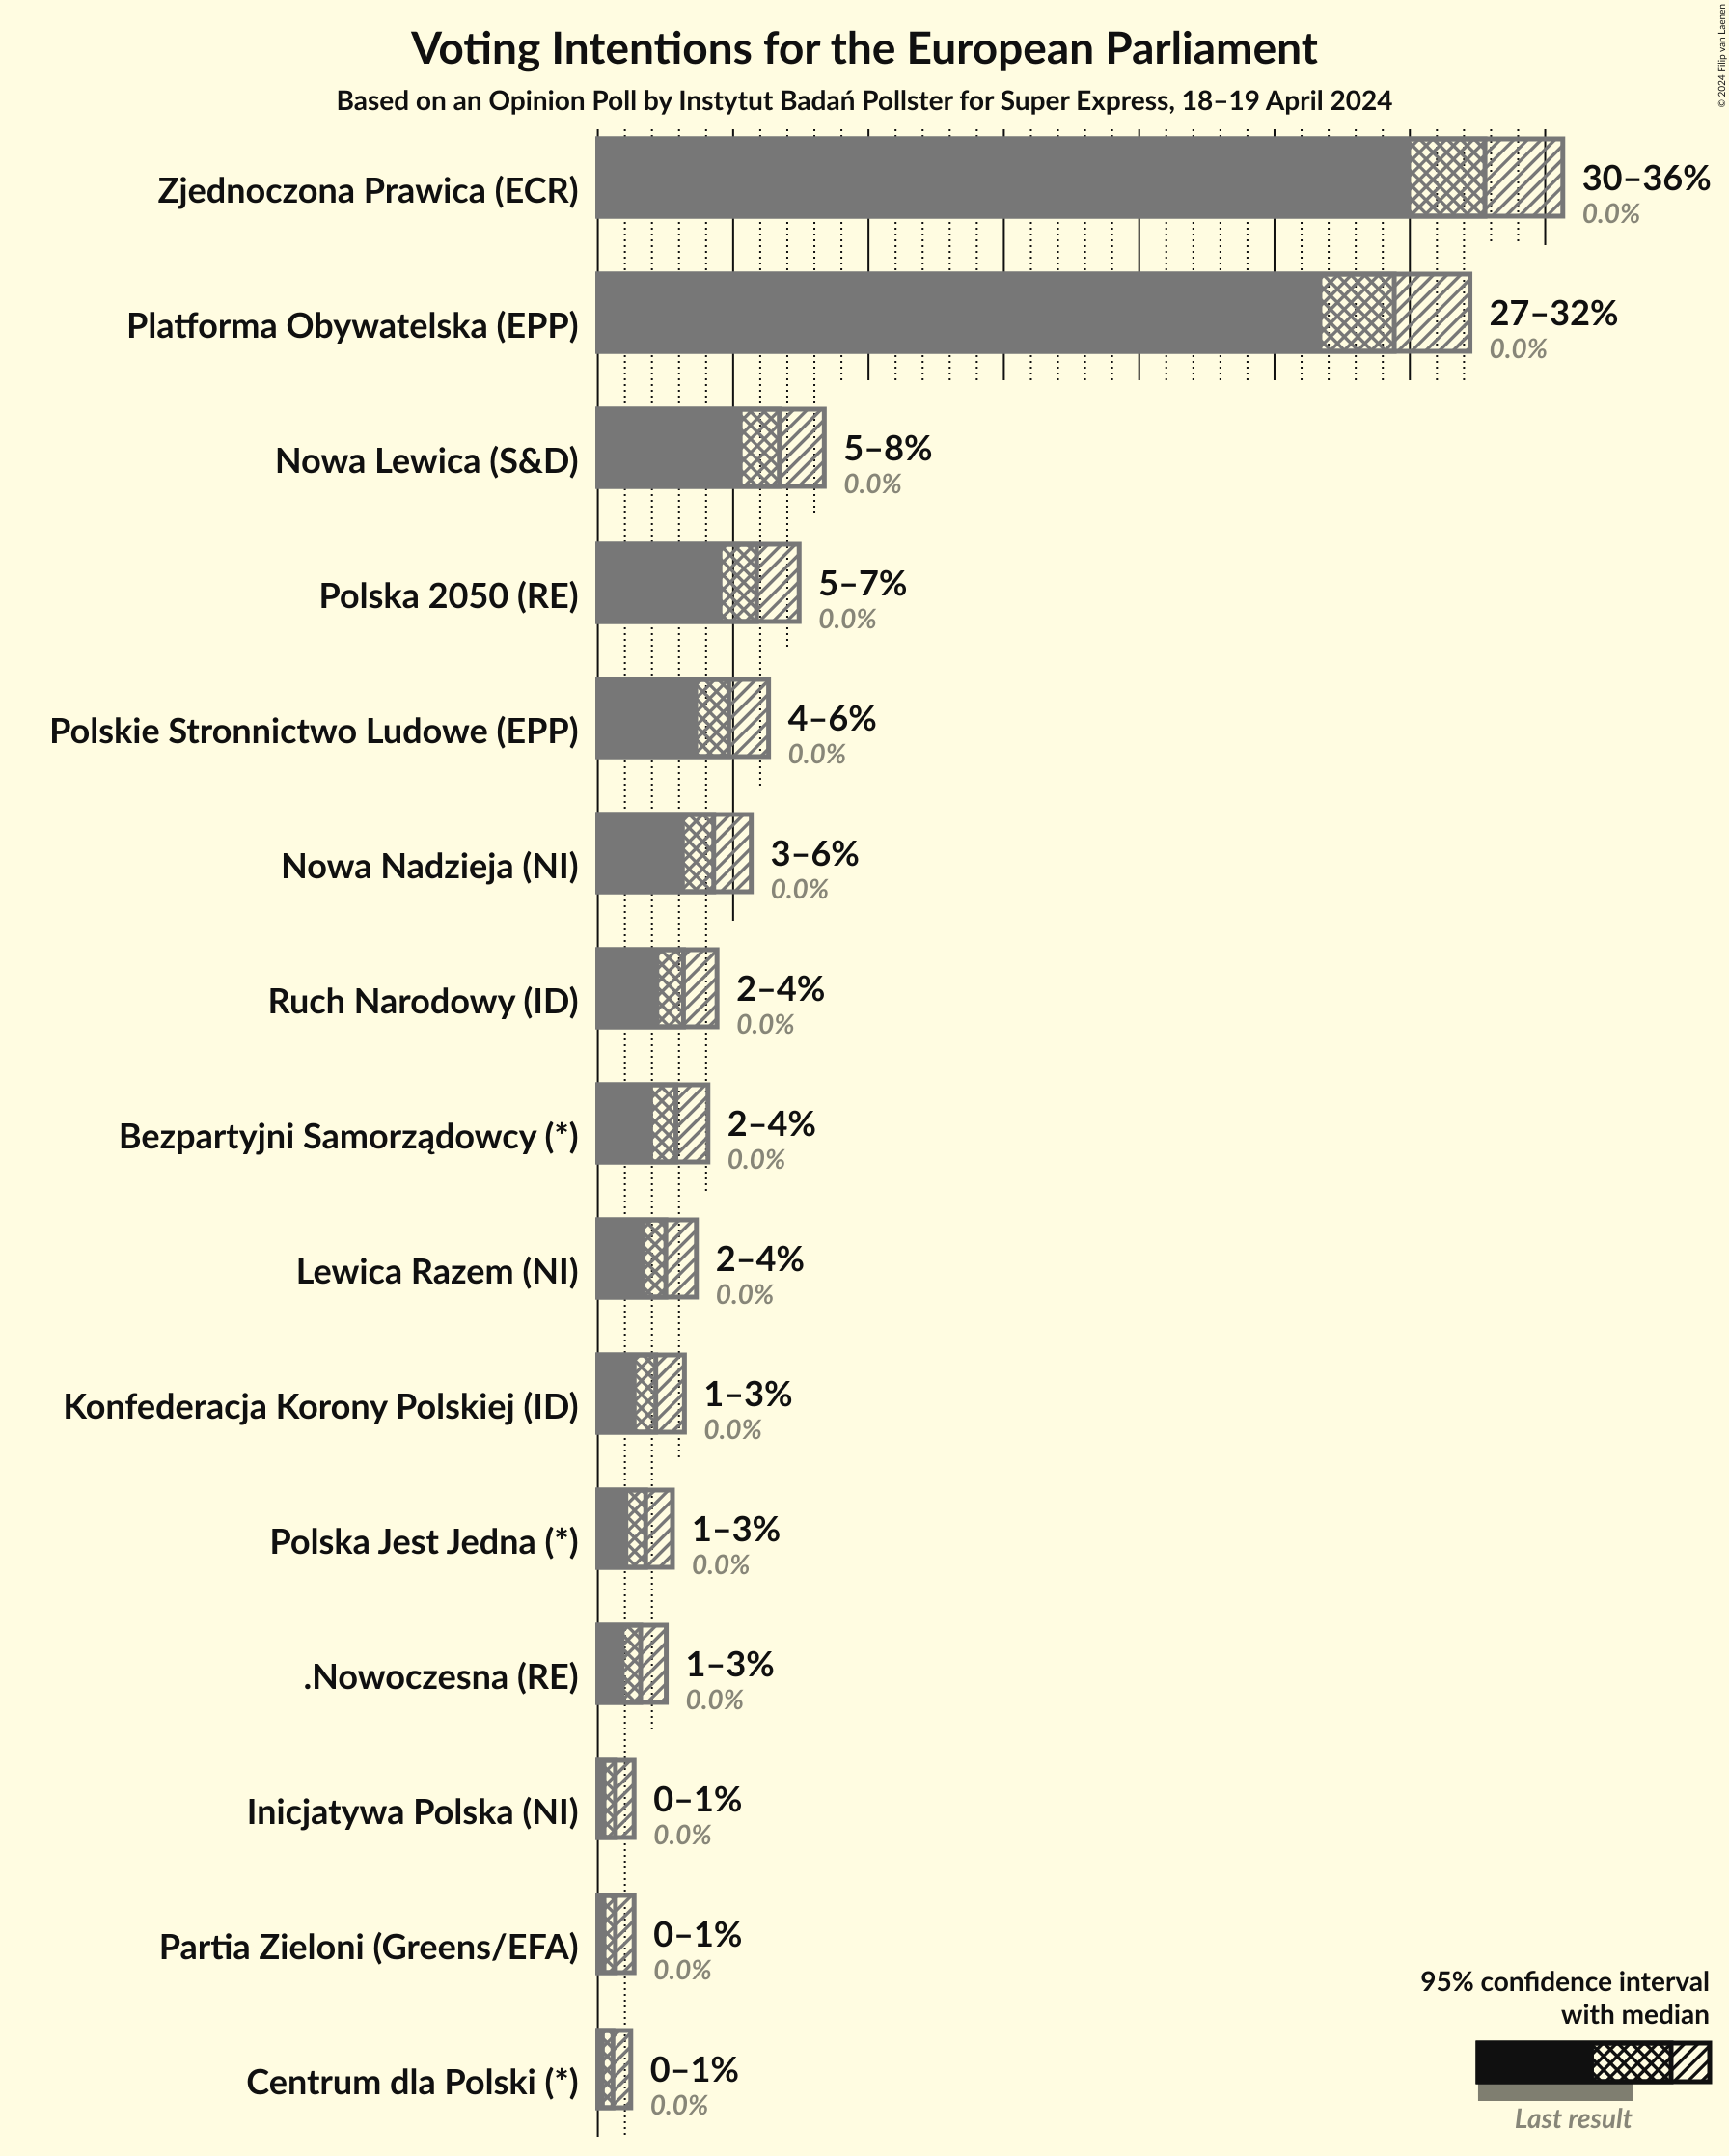 Voting Intentions for the European Parliament
Based on an Opinion Poll by Instytut Badań Pollster for Super Express, 18–19 April 2024
© 2024 Filip van Laenen
Zjednoczona Prawica (ECR)
30–36%
0.0%
Platforma Obywatelska (EPP)
27–32%
0.0%
Nowa Lewica (S&D)
5–8%
0.0%
Polska 2050 (RE)
5–7%
0.0%
Polskie Stronnictwo Ludowe (EPP)
4–6%
0.0%
Nowa Nadzieja (NI)
3–6%
0.0%
Ruch Narodowy (ID)
2–4%
0.0%
Bezpartyjni Samorządowcy (*)
2–4%
0.0%
Lewica Razem (NI)
2–4%
0.0%
Konfederacja Korony Polskiej (ID)
1–3%
0.0%
Polska Jest Jedna (*)
1–3%
0.0%
.Nowoczesna (RE)
1–3%
0.0%
Inicjatywa Polska (NI)
0–1%
0.0%
Partia Zieloni (Greens/EFA)
0–1%
0.0%
Centrum dla Polski (*)
0–1%
0.0%
95% confidence interval
with median
Last result